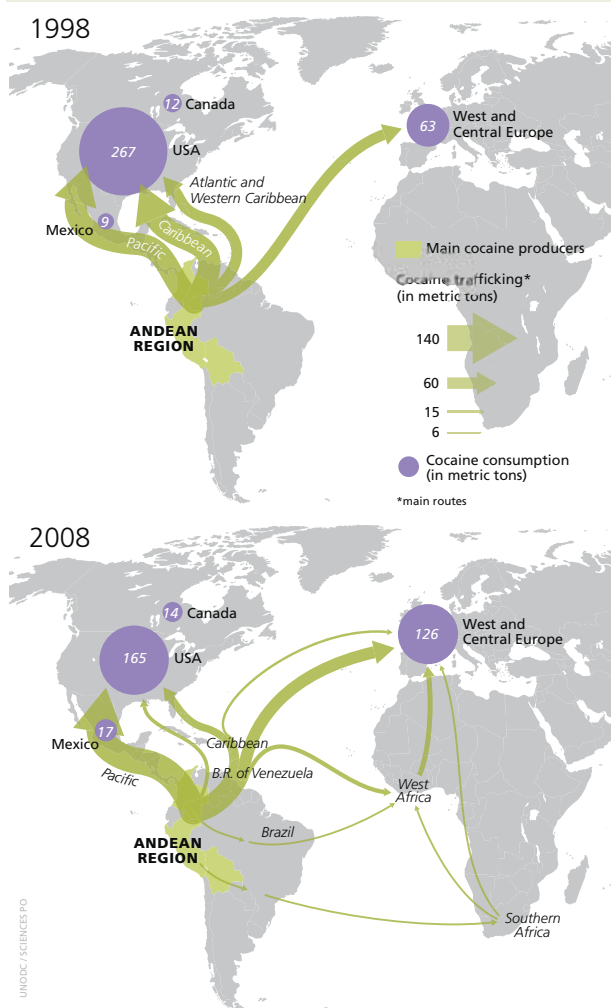 1998
12 Canada
267
USA
63
West and
Central Europe
Atlantic and
Western Caribbean
Mexico 9
Pacific
Caribbean
ANDEAN
REGION
Main cocaine producers
Cocaine trafficking*
(in metric tons)
140
60
15
6
Cocaine consumption
(in metric tons)
*main routes
2008
14 Canada
165
USA
126
West and
Central Europe
17
Mexico
Pacific
Caribbean
B.R. of Venezuela
West
Africa
Brazil
ANDEAN
REGION
Southern
Africa
UNODC / SCIENCES PO